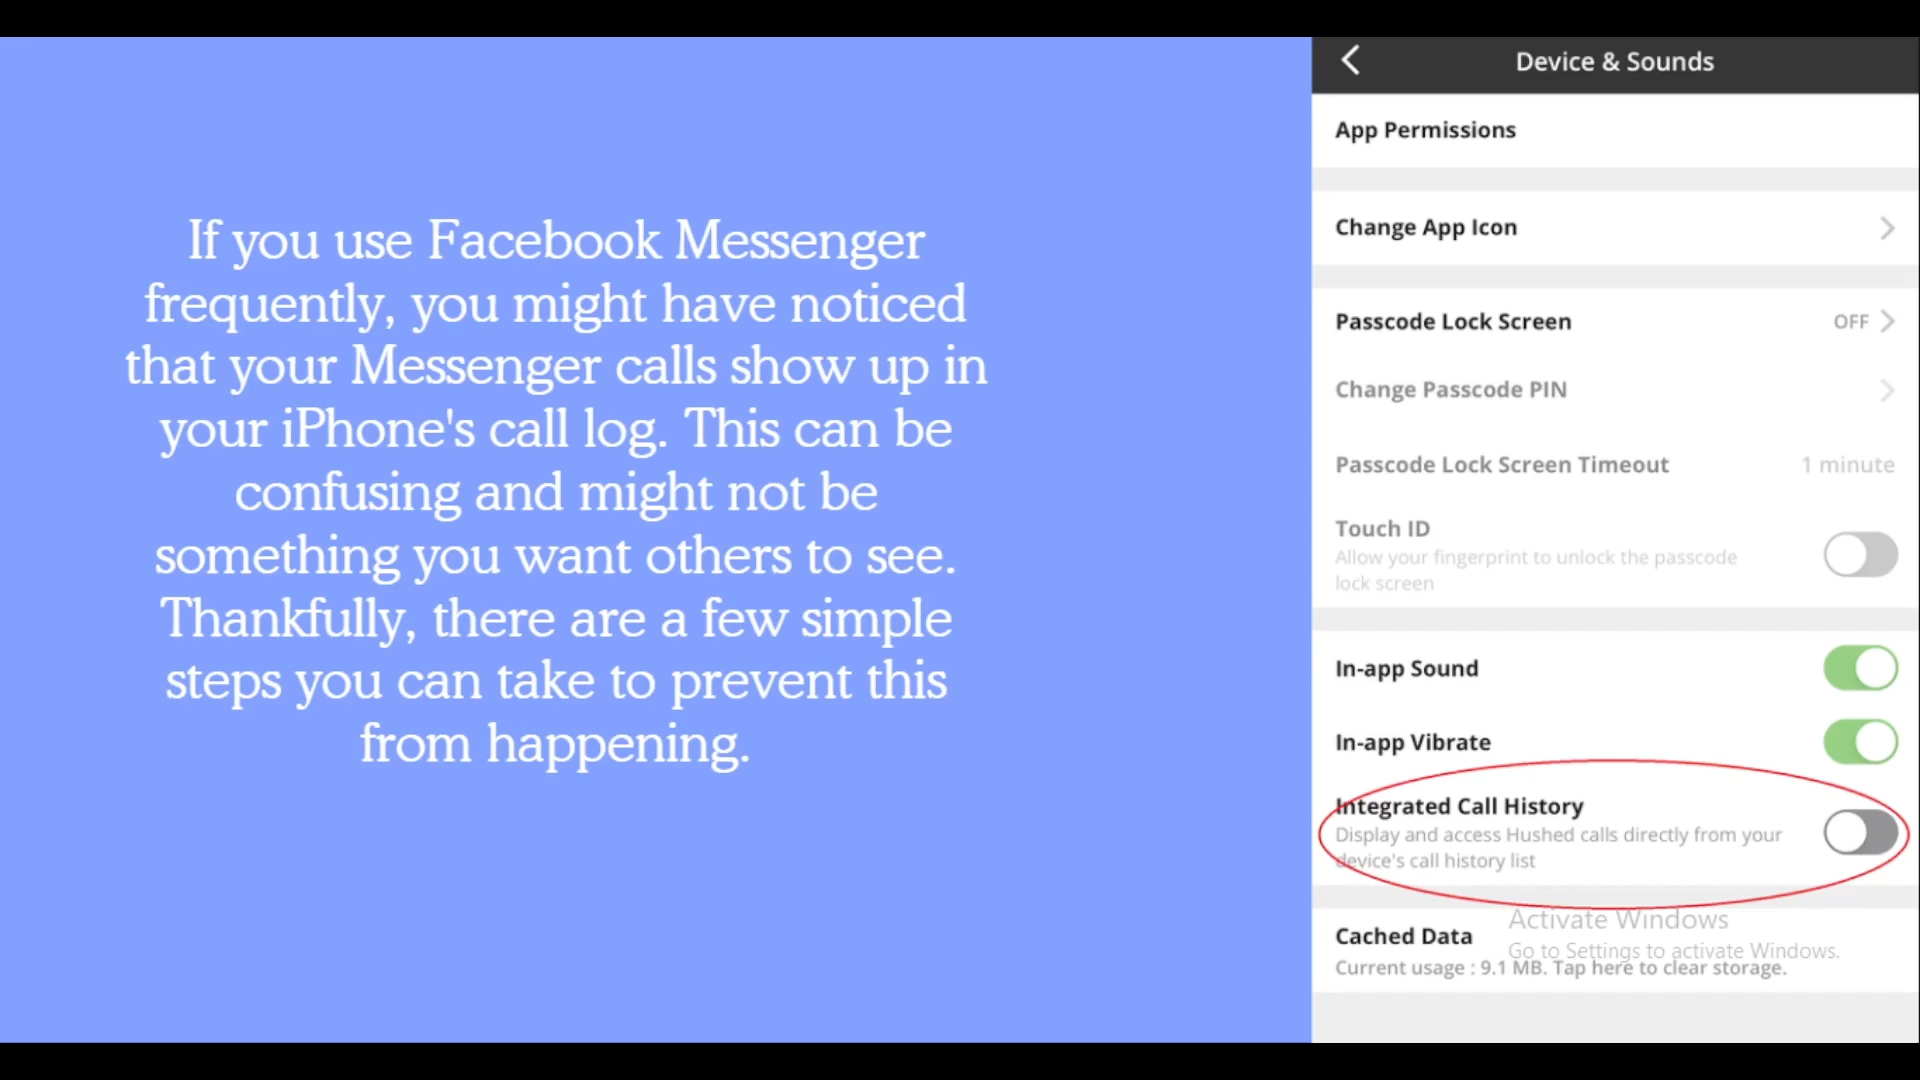 If you use Facebook Messenger
frequently, you might have noticed
that your Messenger calls show up in
your iPhone's call log. This can be
confusing and might not be
something you want others to see.
Thankfully, there are a few simple
steps you can take to prevent this
from happening.
Device & Sounds
App Permissions
Change App Icon
Passcode Lock Screen OFF
Change Passcode PIN
Passcode Lock Screen Timeout 1 minute
Touch ID
Allow your fingerprint to unlock the passcode
lock screen
In-app Sound
In-app Vibrate
Integrated Call History
Display and access Hushed calls directly from your
device's call history list
Activate Windows
Cached Data
Go to Settings to activate Windows.
Current usage : 9.1 MB. Tap here to clear storage.